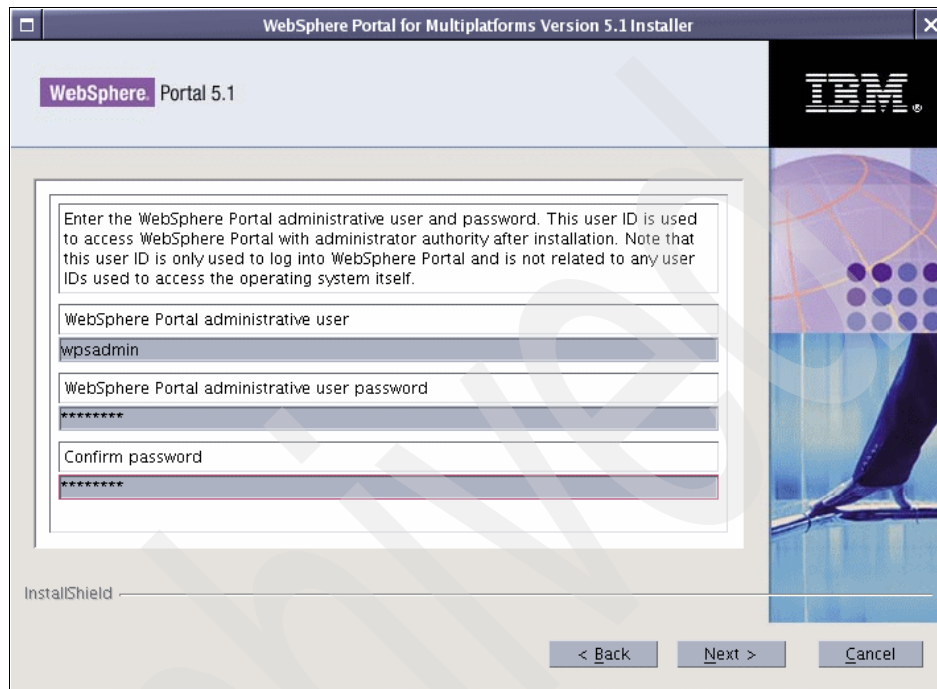 WebSphere Portal for Multiplatforms Version 5.1 Installer
WebSphere. Portal 5.1
IBM.
Enter the WebSphere Portal administrative user and password. This user ID is used
to access WebSphere Portal with administrator authority after installation. Note that
this user ID is only used to log into WebSphere Portal and is not related to any user
IDs used to access the operating system itself.
WebSphere Portal administrative user
wpsadmin
WebSphere Portal administrative user password
********
Confirm password
********
InstallShield
< Back
Next >
Cancel